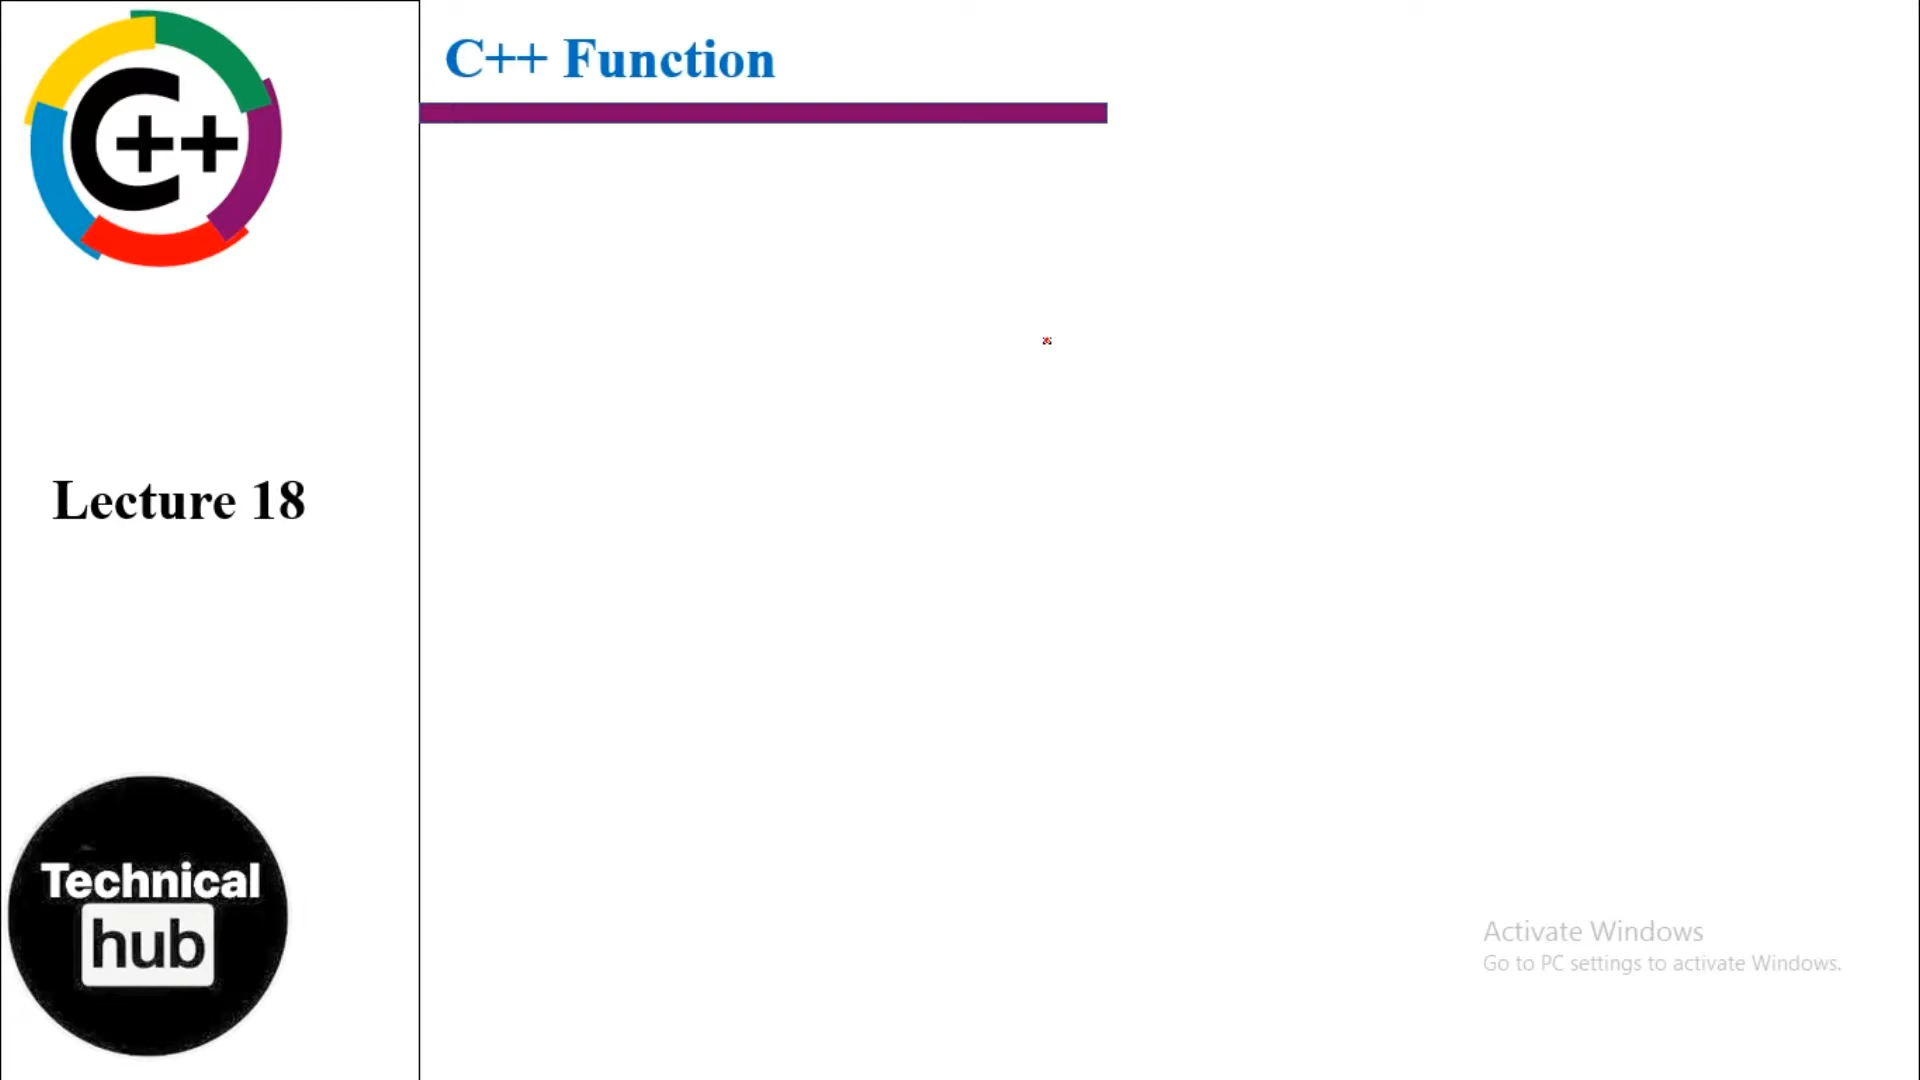 C++
C++ Function
Lecture 18
Technical
hub
Activate Windows
Go to PC settings to activate Windows.